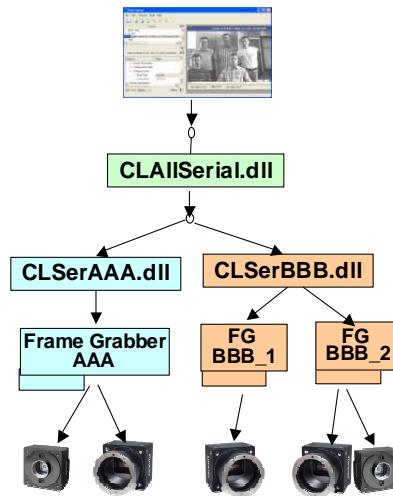 CLAllSerial.dll
CLSerAAA.dll
CLSerBBB.dll
Frame Grabber
AAA
FG
BBB_1
FG
BBB_2